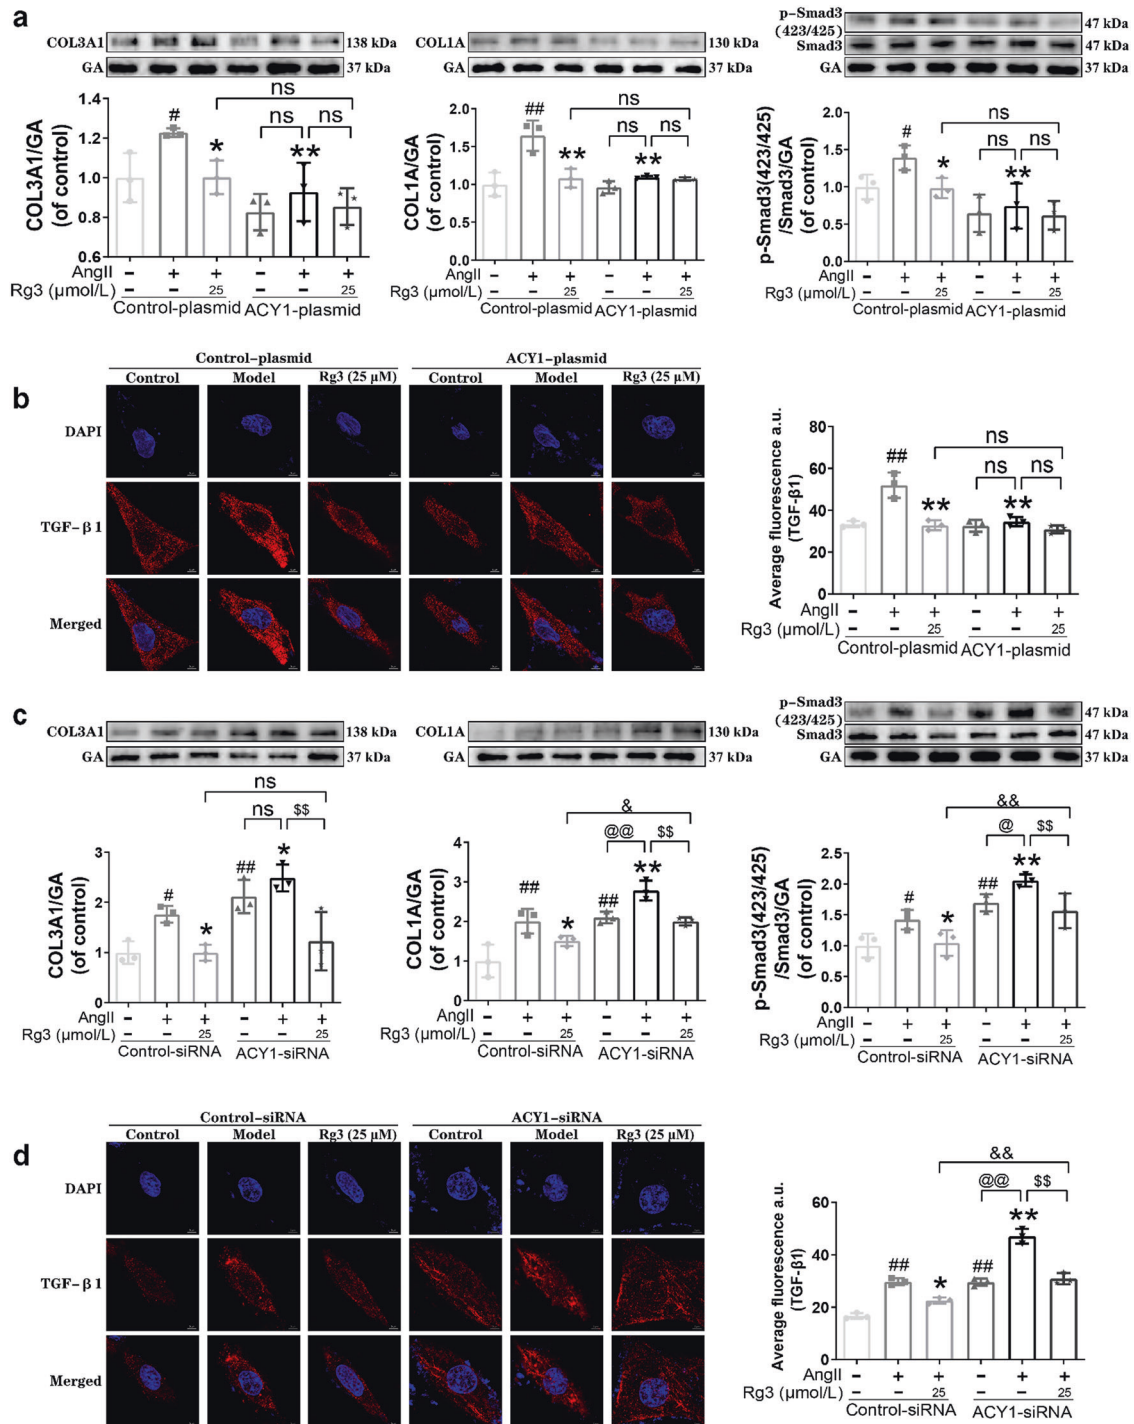 a
COL3A1
138 kDa
GA
37 kDa
COL3A1/GA
(of control)
1.4
1.2
1.0
0.8
0.6
#
*
**
ns
ns
ns
AngII
− + + − + +
Rg3 (μmol/L)
− − 25 − − 25
Control-plasmid
ACY1-plasmid
COL1A
130 kDa
GA
37 kDa
COL1A/GA
(of control)
2.0
1.5
1.0
0.5
0.0
##
**
**
ns
ns
ns
AngII
− + + − + +
Rg3 (μmol/L)
− − 25 − − 25
Control-plasmid
ACY1-plasmid
p-Smad3
(423/425)
47 kDa
Smad3
47 kDa
GA
37 kDa
p-Smad3(423/425)
/Smad3/GA
(of control)
2.0
1.5
1.0
0.5
0.0
#
*
**
ns
ns
ns
AngII
− + + − + +
Rg3 (μmol/L)
− − 25 − − 25
Control-plasmid
ACY1-plasmid
b
Control-plasmid
ACY1-plasmid
Control Model Rg3 (25 μM) Control Model Rg3 (25 μM)
DAPI
TGF-β1
Merged
Average fluorescence a.u.
(TGF-β1)
80
60
40
20
0
##
**
**
ns
ns
ns
AngII
− + + − + +
Rg3 (μmol/L)
− − 25 − − 25
Control-plasmid
ACY1-plasmid
c
COL3A1
138 kDa
GA
37 kDa
COL3A1/GA
(of control)
3
2
1
0
#
*
##
*
ns
ns
$$
AngII
− + + − + +
Rg3 (μmol/L)
− − 25 − − 25
Control-siRNA
ACY1-siRNA
COL1A
130 kDa
GA
37 kDa
COL1A/GA
(of control)
4
3
2
1
0
##
*
##
**
&
@@
$$
AngII
− + + − + +
Rg3 (μmol/L)
− − 25 − − 25
Control-siRNA
ACY1-siRNA
p-Smad3
(423/425)
47 kDa
Smad3
47 kDa
GA
37 kDa
p-Smad3(423/425)
/Smad3/GA
(of control)
2.5
2.0
1.5
1.0
0.5
0.0
#
*
##
**
&&
@
$$
AngII
− + + − + +
Rg3 (μmol/L)
− − 25 − − 25
Control-siRNA
ACY1-siRNA
d
Control-siRNA
ACY1-siRNA
Control Model Rg3 (25 μM) Control Model Rg3 (25 μM)
DAPI
TGF-β1
Merged
Average fluorescence a.u.
(TGF-β1)
60
40
20
0
##
*
##
**
&&
@@
$$
AngII
− + + − + +
Rg3 (μmol/L)
− − 25 − − 25
Control-siRNA
ACY1-siRNA